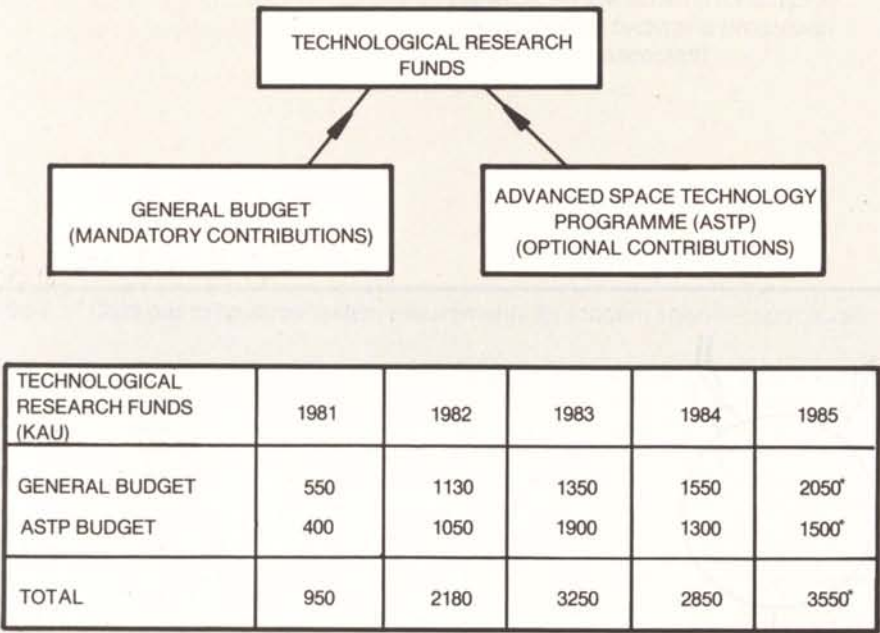 TECHNOLOGICAL RESEARCH
FUNDS
GENERAL BUDGET
(MANDATORY CONTRIBUTIONS)
ADVANCED SPACE TECHNOLOGY
PROGRAMME (ASTP)
(OPTIONAL CONTRIBUTIONS)
TECHNOLOGICAL
RESEARCH FUNDS
(KAU) 1981 1982 1983 1984 1985
GENERAL BUDGET 550 1130 1350 1550 2050*
ASTP BUDGET 400 1050 1900 1300 1500*
TOTAL 950 2180 3250 2850 3550*